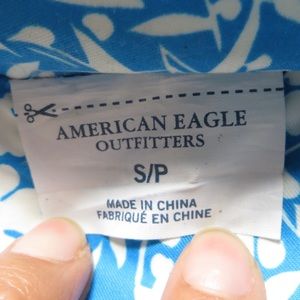 AMERICAN EAGLE
OUTFITTERS
S/P
MADE IN CHINA
FABRIQUÉ EN CHINE